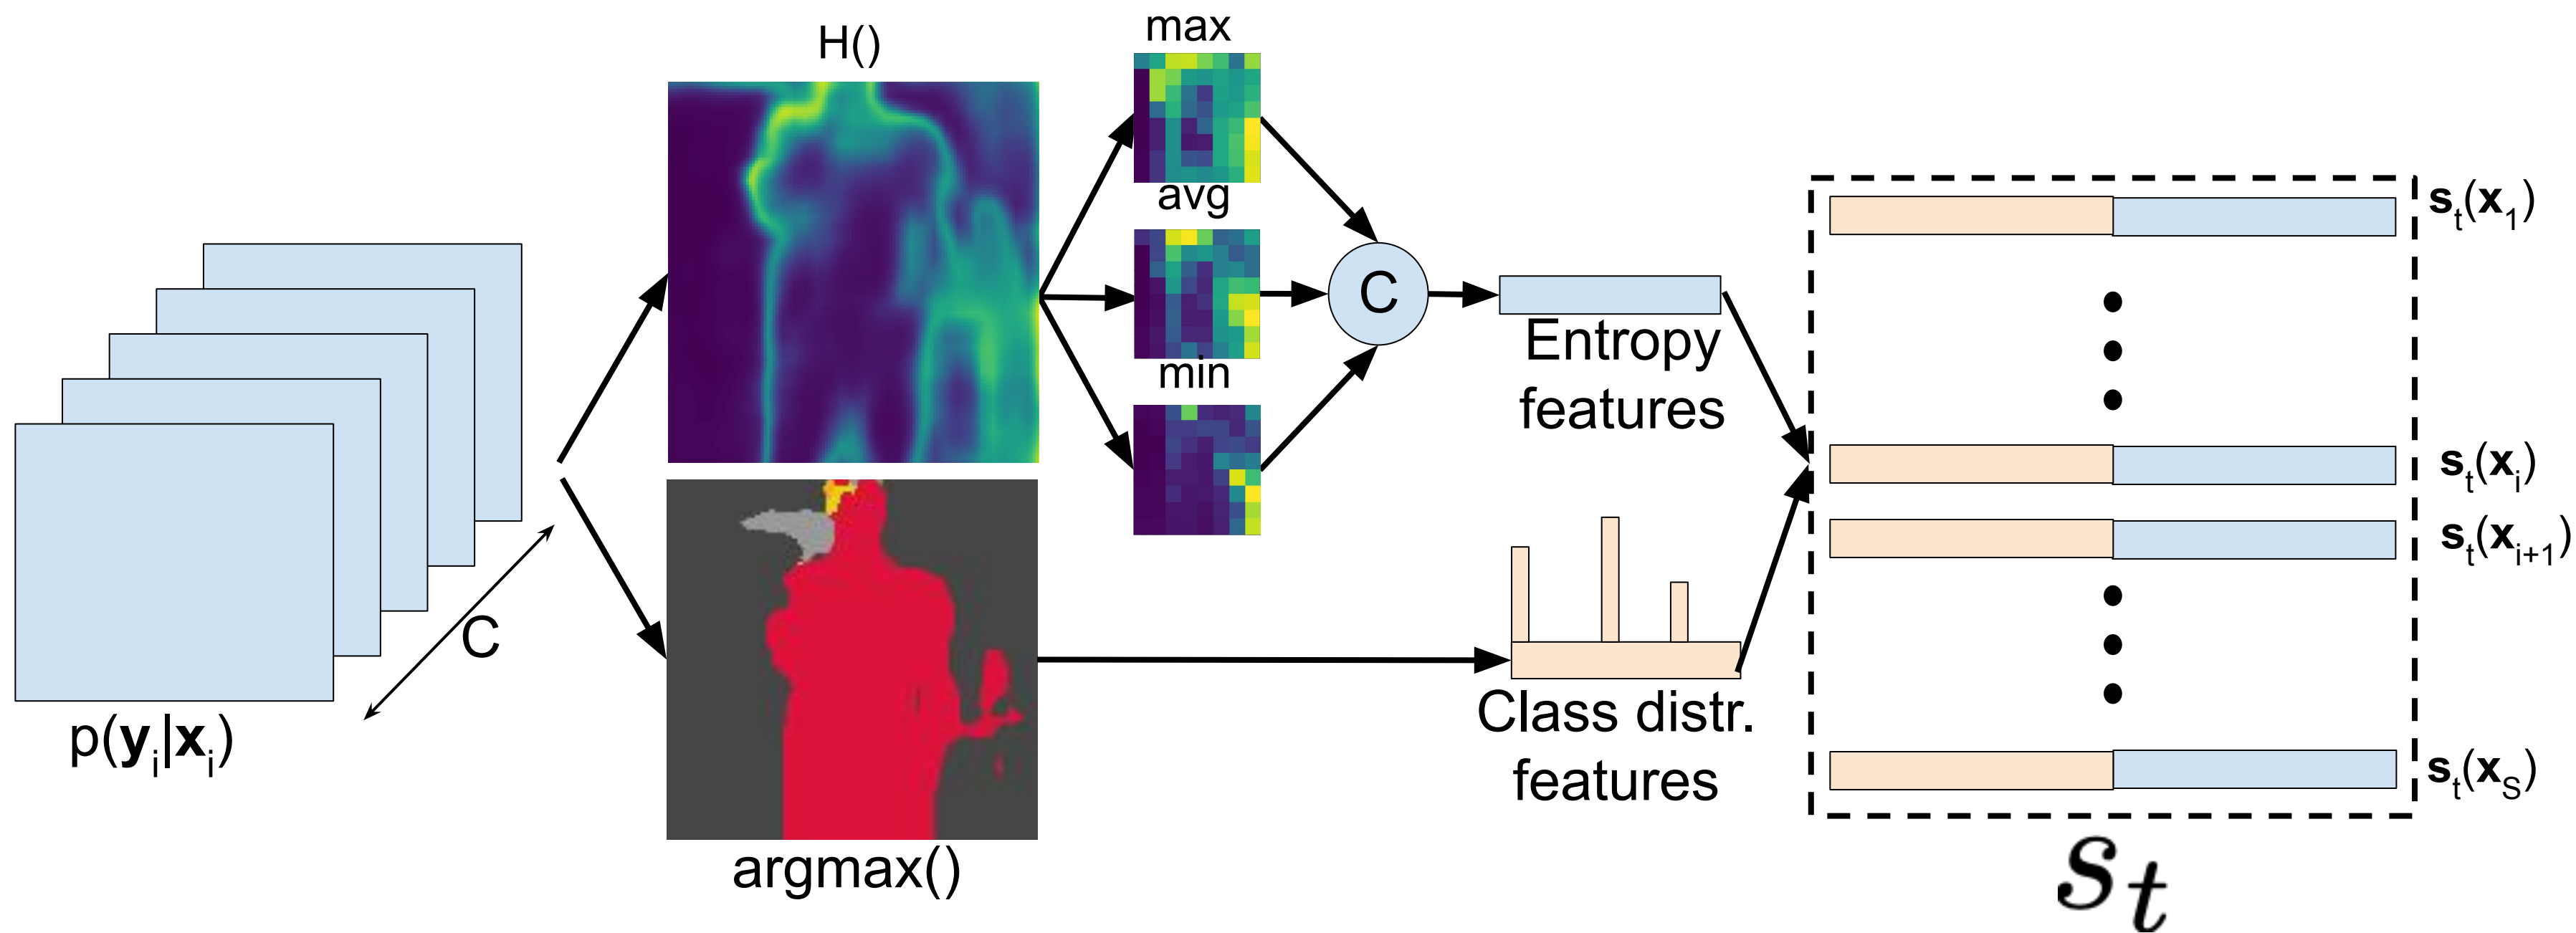 H()
max
avg
min
C
Entropy
features
C
p(y_i|x_i)
argmax()
Class distr.
features
s_t(x_1)
s_t(x_i)
s_t(x_{i+1})
s_t(x_S)
s_t